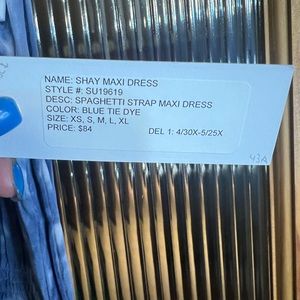 NAME: SHAY MAXI DRESS
STYLE #: SU19619
DESC: SPAGHETTI STRAP MAXI DRESS
COLOR: BLUE TIE DYE
SIZE: XS, S, M, L, XL
PRICE: $84 DEL 1: 4/30X-5/25X
43A